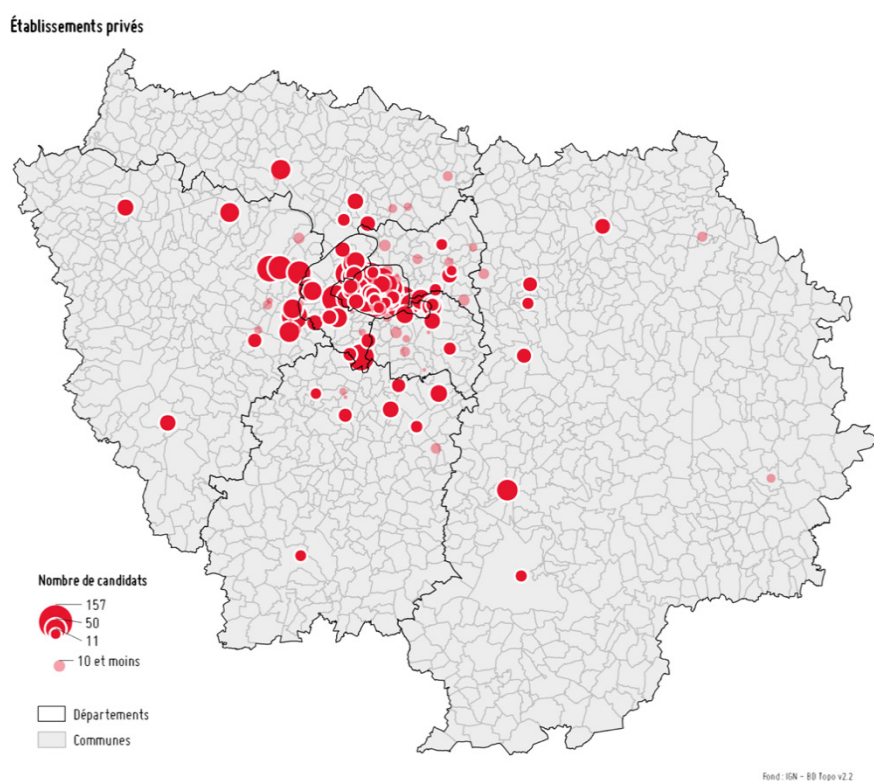 Établissements privés
Nombre de candidats
157
50
11
10 et moins
Départements
Communes
Fond : IGN - BD Topo v2.2